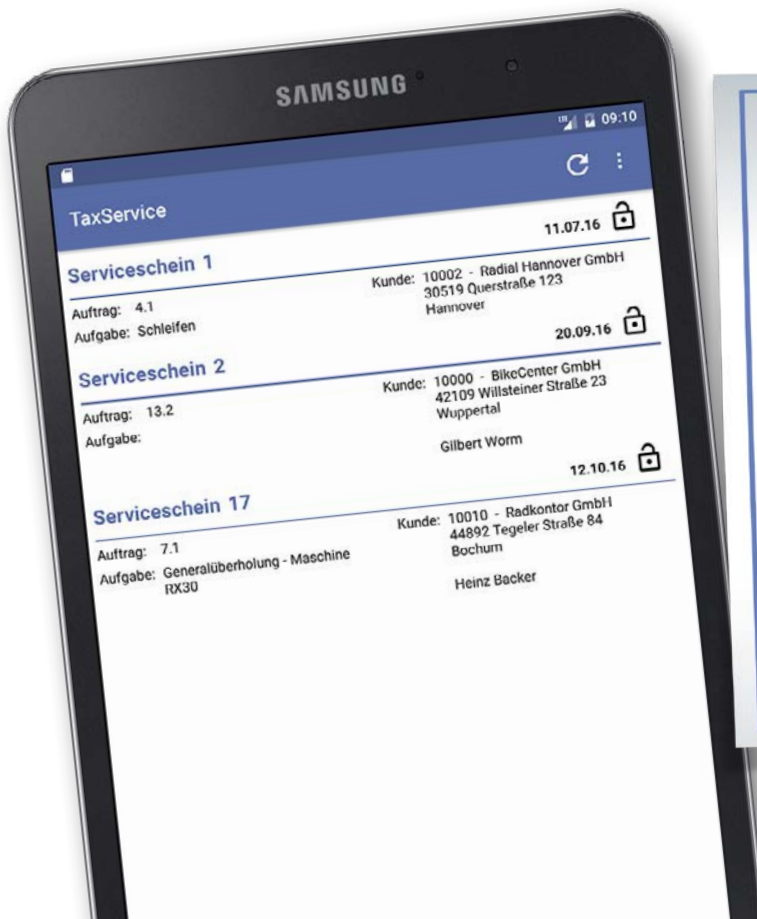 SAMSUNG
09:10
TaxService
Serviceschein 1
11.07.16
Auftrag: 4.1
Aufgabe: Schleifen
Kunde: 10002 - Radial Hannover GmbH
30519 Querstraße 123
Hannover
Serviceschein 2
20.09.16
Auftrag: 13.2
Aufgabe:
Kunde: 10000 - BikeCenter GmbH
42109 Willsteiner Straße 23
Wuppertal
Gilbert Worm
Serviceschein 17
12.10.16
Auftrag: 7.1
Aufgabe: Generalüberholung - Maschine
RX30
Kunde: 10010 - Radkontor GmbH
44892 Tegeler Straße 84
Bochum
Heinz Backer